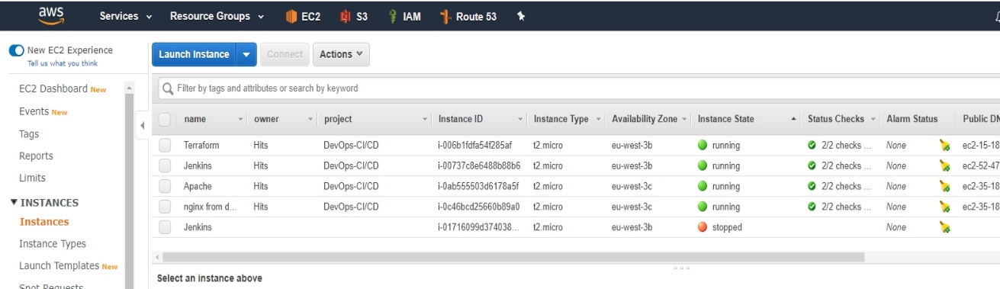 aws Services Resource Groups EC2 S3 IAM Route 53
New EC2 Experience
Tell us what you think
EC2 Dashboard New
Events New
Tags
Reports
Limits
INSTANCES
Instances
Instance Types
Launch Templates New
Spot Requests
Launch Instance Connect Actions
Filter by tags and attributes or search by keyword
name owner project Instance ID Instance Type Availability Zone Instance State Status Checks Alarm Status Public DN
Terraform Hits DevOps-CI/CD i-006b1fdfa54f285af t2.micro eu-west-3b running 2/2 checks ... None ec2-15-18
Jenkins Hits DevOps-CI/CD i-00737c8e6488b88b6 t2.micro eu-west-3b running 2/2 checks ... None ec2-52-47
Apache Hits DevOps-CI/CD i-0ab555503d6178a5f t2.micro eu-west-3c running 2/2 checks ... None ec2-35-18
nginx from d... Hits DevOps-CI/CD i-0c46bcd25660b89a0 t2.micro eu-west-3c running 2/2 checks ... None ec2-35-18
Jenkins i-01716099d374038... t2.micro eu-west-3b stopped None
Select an instance above